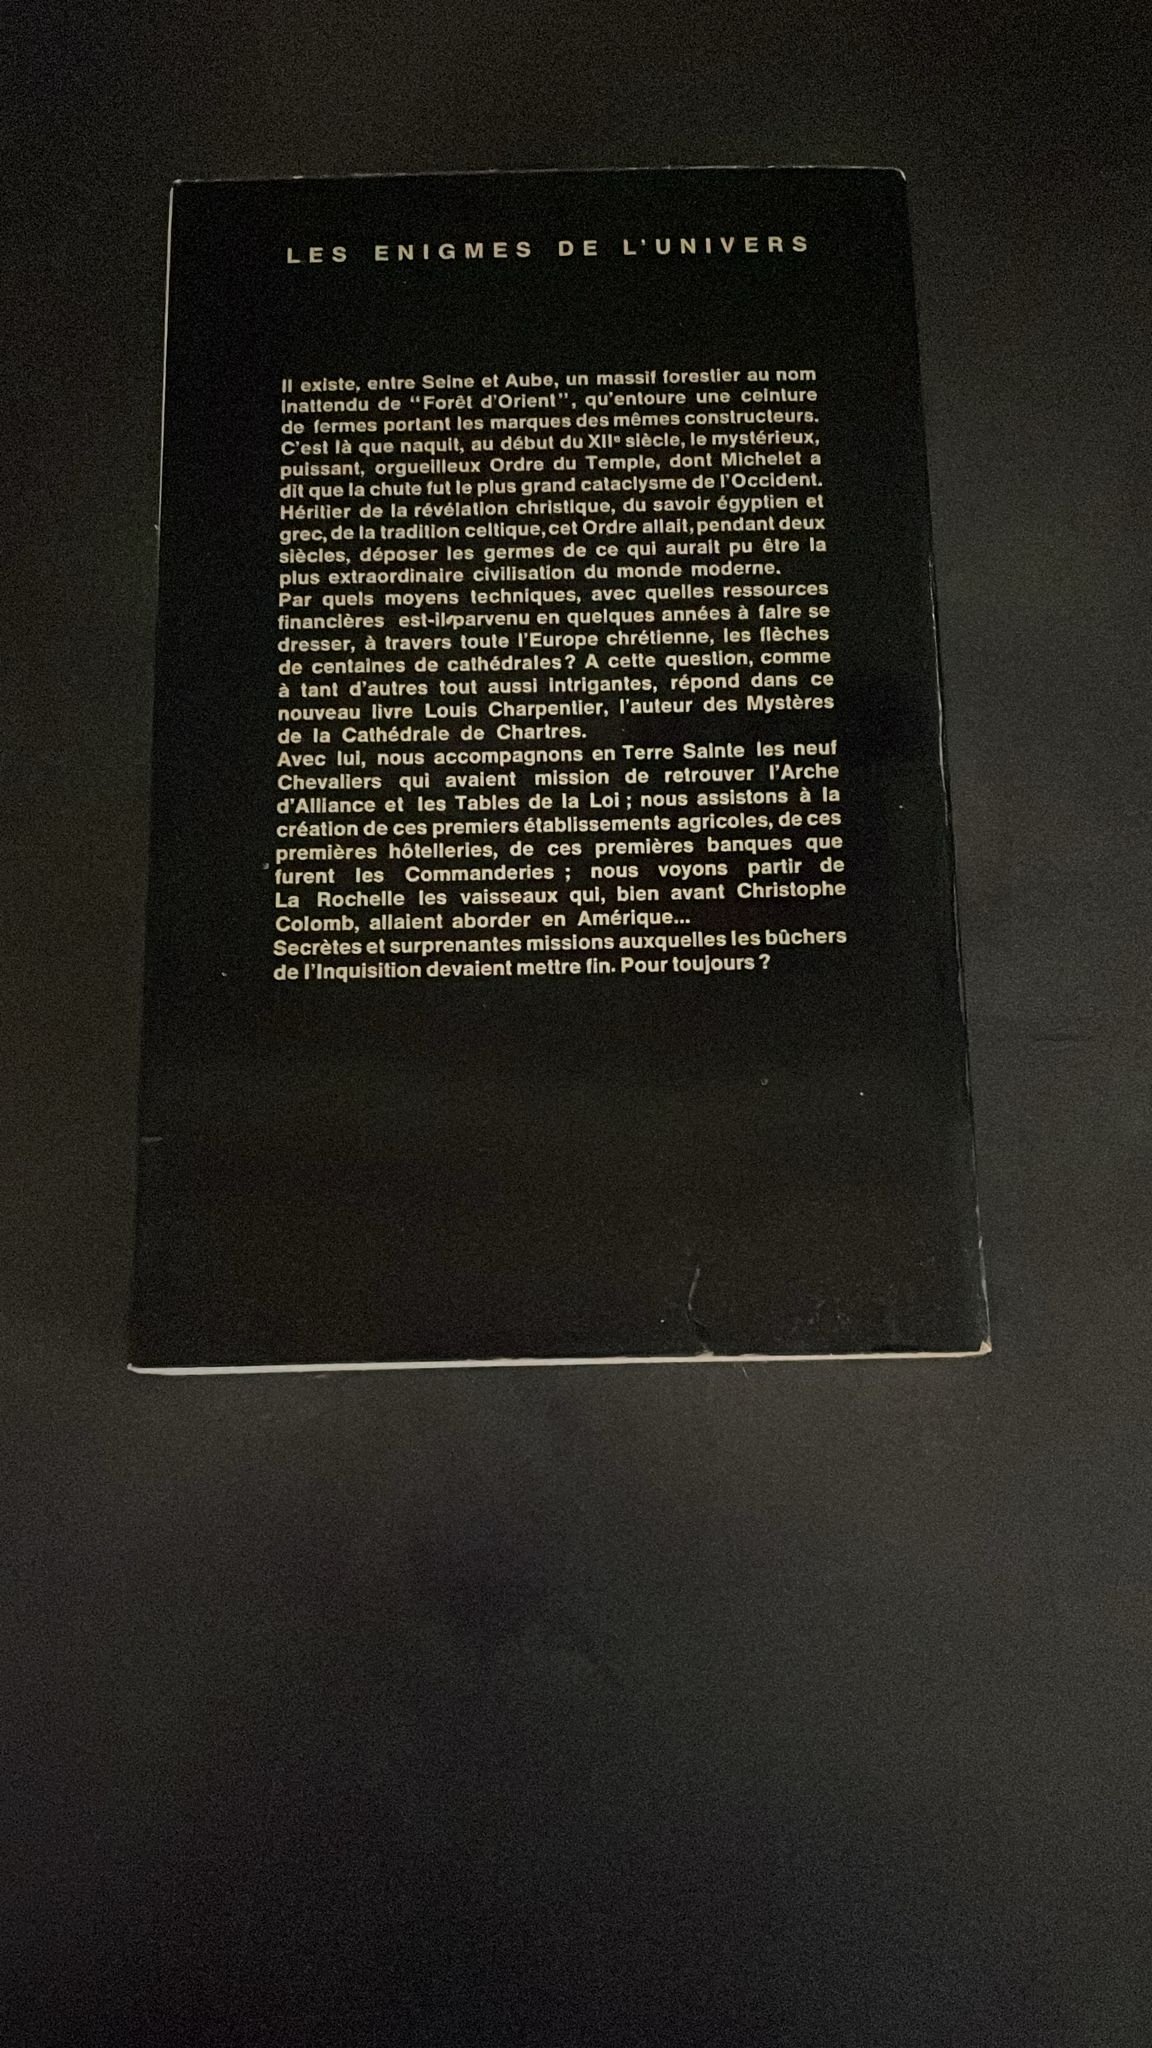 LES ENIGMES DE L'UNIVERS
Il existe, entre Seine et Aube, un massif forestier au nom
inattendu de "Forêt d'Orient", qu'entoure une ceinture
de fermes portant les marques des mêmes constructeurs.
C'est là que naquit, au début du XIIe siècle, le mystérieux,
puissant, orgueilleux Ordre du Temple, dont Michelet a
dit que la chute fut le plus grand cataclysme de l'Occident.
Héritier de la révélation christique, du savoir égyptien et
grec, de la tradition celtique, cet Ordre allait, pendant deux
siècles, déposer les germes de ce qui aurait pu être la
plus extraordinaire civilisation du monde moderne.
Par quels moyens techniques, avec quelles ressources
financières est-il parvenu en quelques années à faire se
dresser, à travers toute l'Europe chrétienne, les flèches
de centaines de cathédrales ? A cette question, comme
à tant d'autres tout aussi intrigantes, répond dans ce
nouveau livre Louis Charpentier, l'auteur des Mystères
de la Cathédrale de Chartres.
Avec lui, nous accompagnons en Terre Sainte les neuf
Chevaliers qui avaient mission de retrouver l'Arche
d'Alliance et les Tables de la Loi ; nous assistons à la
création de ces premiers établissements agricoles, de ces
premières hôtelleries, de ces premières banques que
furent les Commanderies ; nous voyons partir de
La Rochelle les vaisseaux qui, bien avant Christophe
Colomb, allaient aborder en Amérique...
Secrètes et surprenantes missions auxquelles les bûchers
de l'Inquisition devaient mettre fin. Pour toujours ?